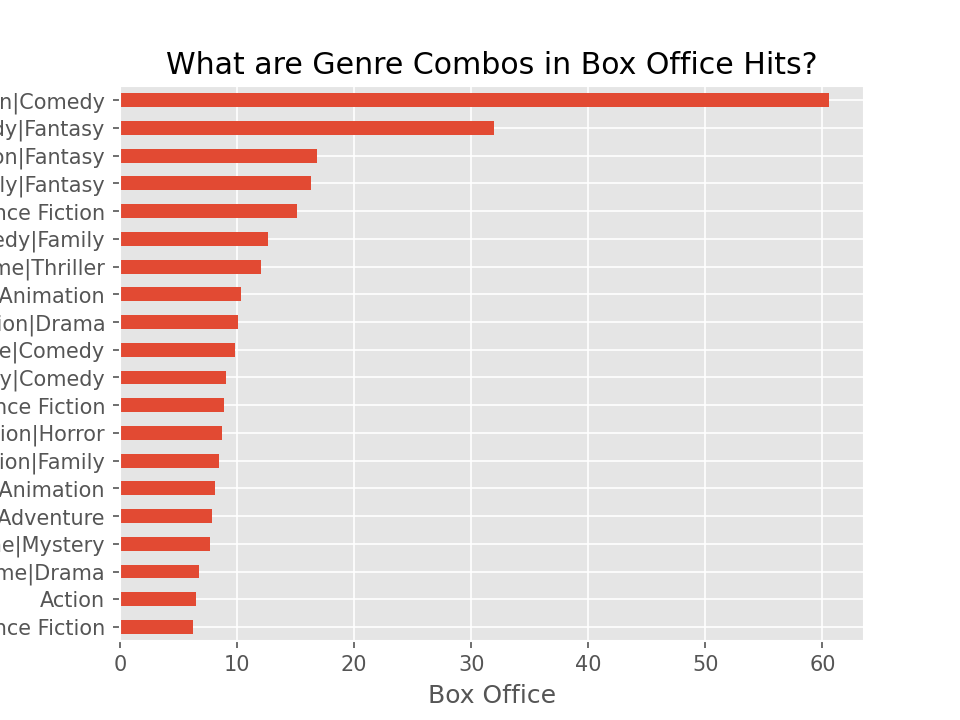 What are Genre Combos in Box Office Hits?
n|Comedy
dy|Fantasy
on|Fantasy
ly|Fantasy
nce Fiction
edy|Family
me|Thriller
Animation
ion|Drama
e|Comedy
y|Comedy
nce Fiction
ion|Horror
ion|Family
Animation
Adventure
ne|Mystery
me|Drama
Action
nce Fiction
0 10 20 30 40 50 60
Box Office